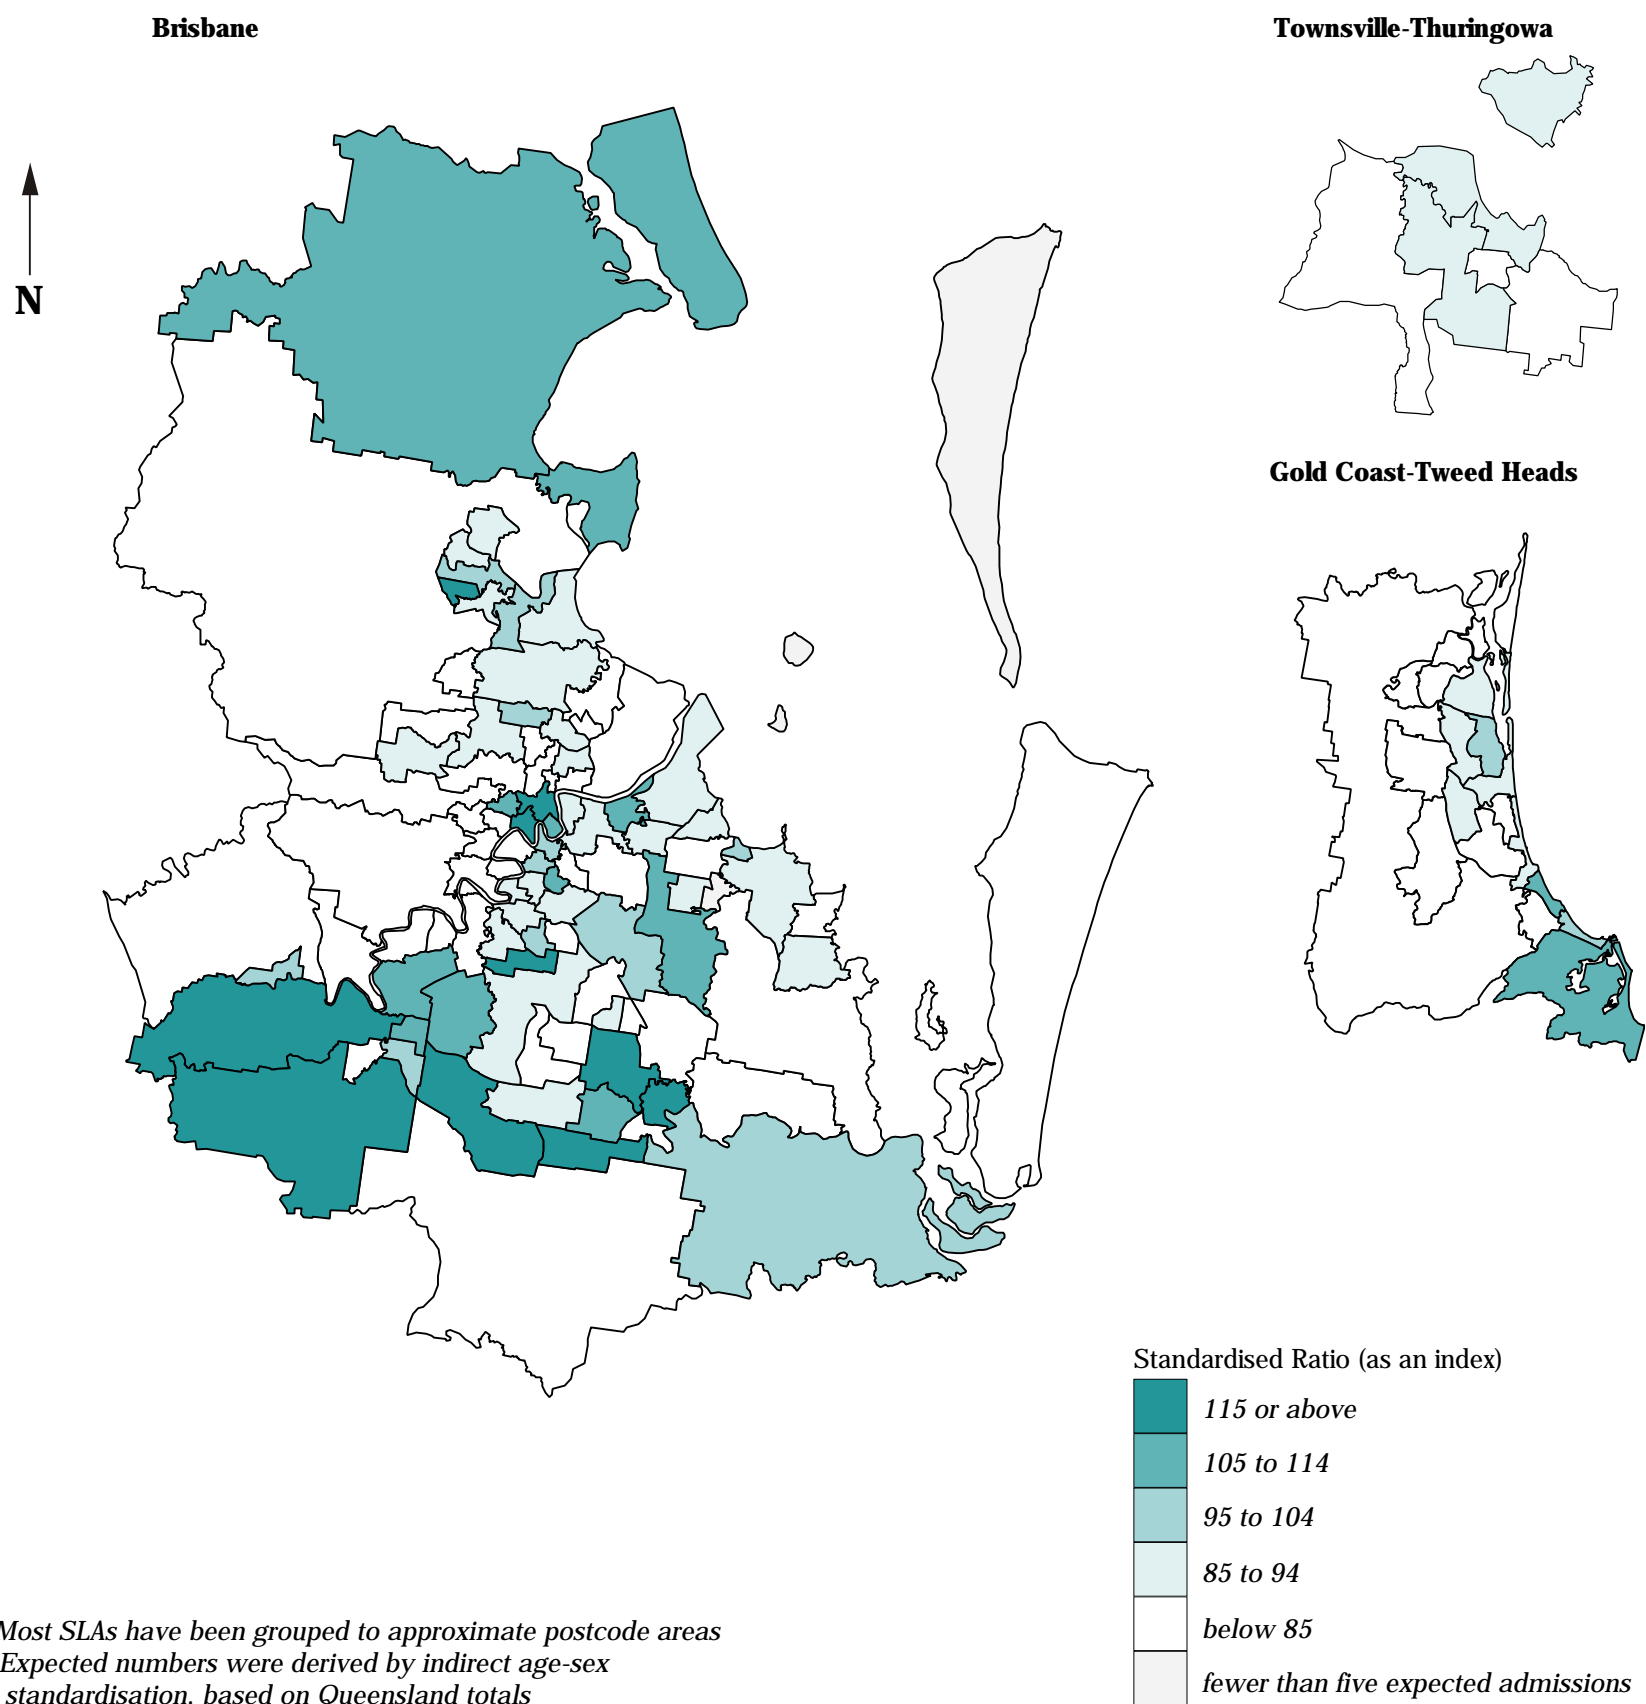 Brisbane
Townsville-Thuringowa
N
Gold Coast-Tweed Heads
Standardised Ratio (as an index)
115 or above
105 to 114
95 to 104
85 to 94
below 85
fewer than five expected admissions
Most SLAs have been grouped to approximate postcode areas
Expected numbers were derived by indirect age-sex
standardisation, based on Queensland totals